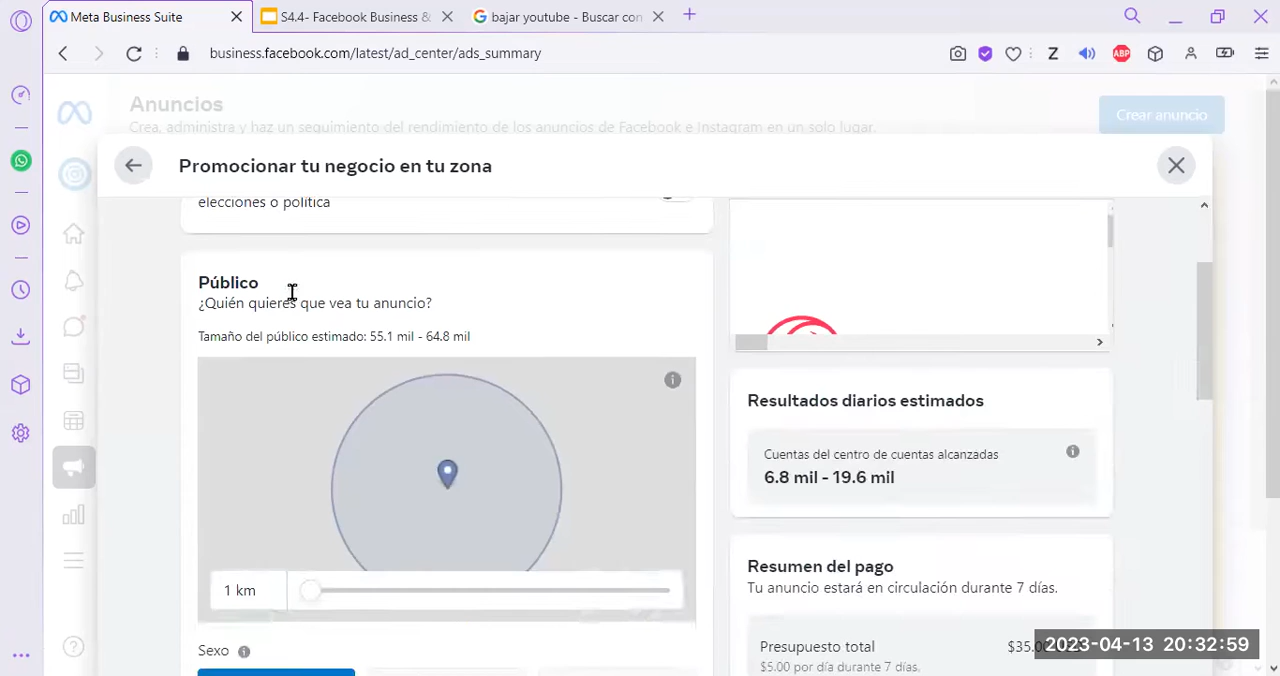 Meta Business Suite
S4.4- Facebook Business &
bajar youtube - Buscar con
business.facebook.com/latest/ad_center/ads_summary
Z
ABP
Anuncios
Crea, administra y haz un seguimiento del rendimiento de los anuncios de Facebook e Instagram en un solo lugar.
Crear anuncio
Promocionar tu negocio en tu zona
elecciones o política
Público
¿Quién quieres que vea tu anuncio?
Tamaño del público estimado: 55.1 mil - 64.8 mil
1 km
Sexo
Resultados diarios estimados
Cuentas del centro de cuentas alcanzadas
6.8 mil - 19.6 mil
Resumen del pago
Tu anuncio estará en circulación durante 7 días.
Presupuesto total
$5.00 por día durante 7 días.
2023-04-13 20:32:59